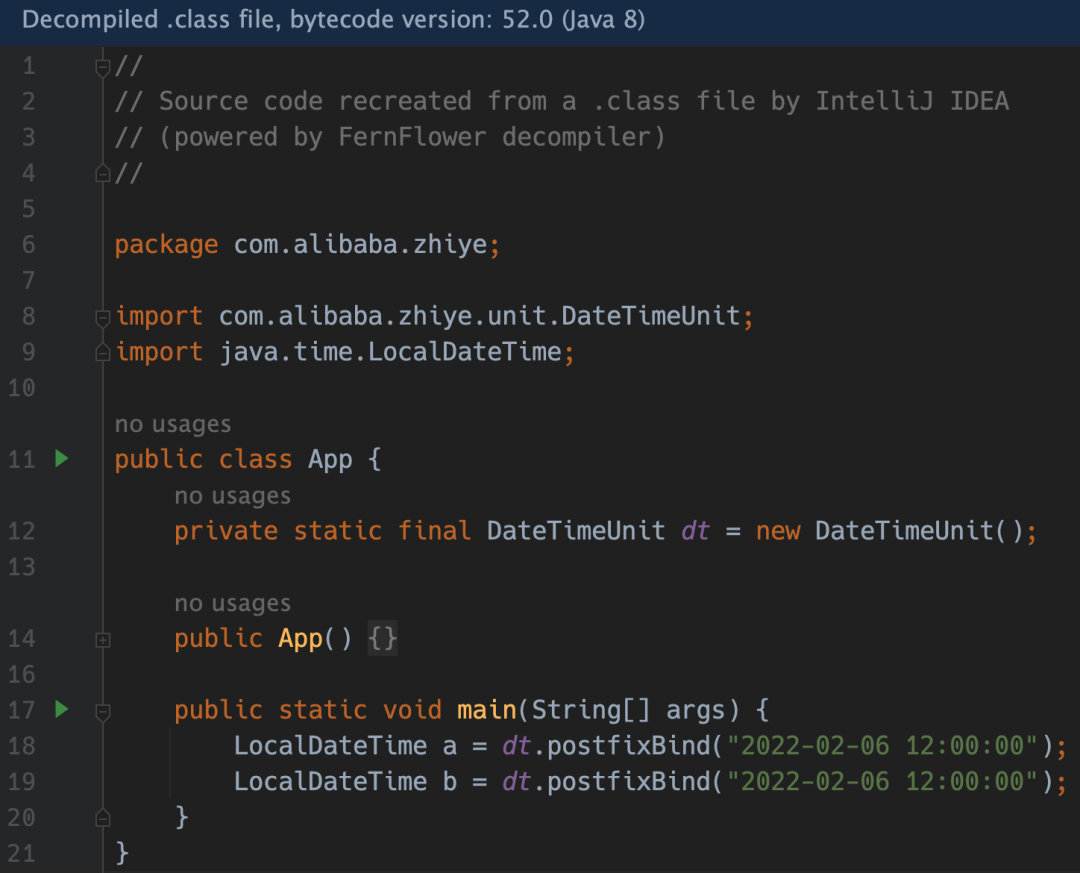 Decompiled .class file, bytecode version: 52.0 (Java 8)
1 //
2 // Source code recreated from a .class file by IntelliJ IDEA
3 // (powered by FernFlower decompiler)
4 //
5
6 package com.alibaba.zhiye;
7
8 import com.alibaba.zhiye.unit.DateTimeUnit;
9 import java.time.LocalDateTime;
10
no usages
11 public class App {
no usages
12 private static final DateTimeUnit dt = new DateTimeUnit();
13
no usages
14 public App() {}
16
17 public static void main(String[] args) {
18 LocalDateTime a = dt.postfixBind("2022-02-06 12:00:00");
19 LocalDateTime b = dt.postfixBind("2022-02-06 12:00:00");
20 }
21 }